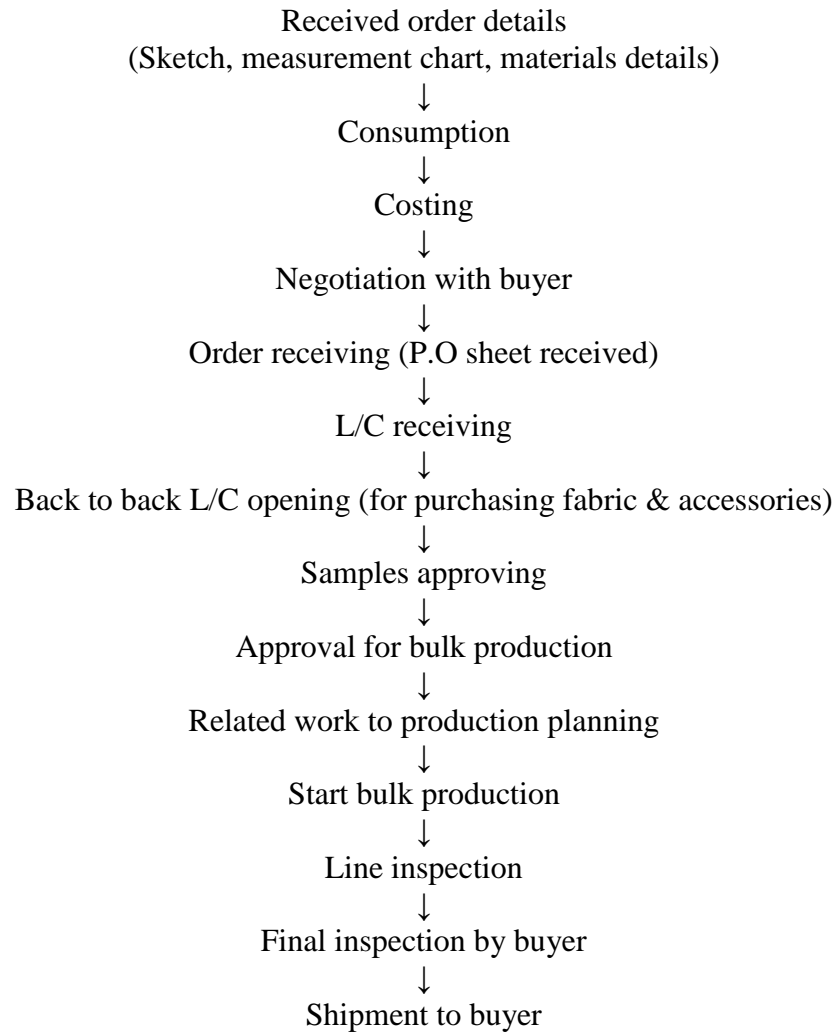 Received order details
(Sketch, measurement chart, materials details)
↓
Consumption
↓
Costing
↓
Negotiation with buyer
↓
Order receiving (P.O sheet received)
↓
L/C receiving
↓
Back to back L/C opening (for purchasing fabric & accessories)
↓
Samples approving
↓
Approval for bulk production
↓
Related work to production planning
↓
Start bulk production
↓
Line inspection
↓
Final inspection by buyer
↓
Shipment to buyer